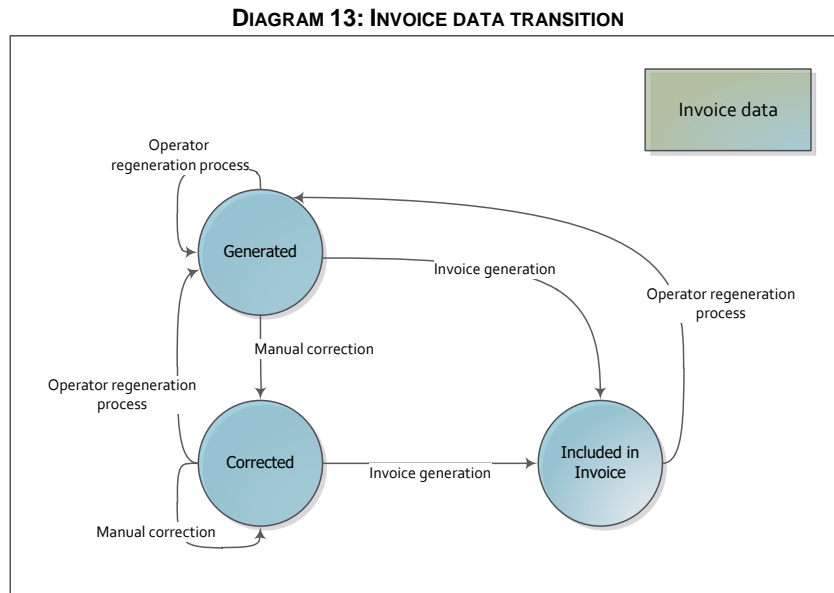 DIAGRAM 13: INVOICE DATA TRANSITION
Invoice data
Operator
regeneration process
Generated
Invoice generation
Operator regeneration
process
Manual correction
Operator regeneration
process
Corrected
Invoice generation
Included in
Invoice
Manual correction